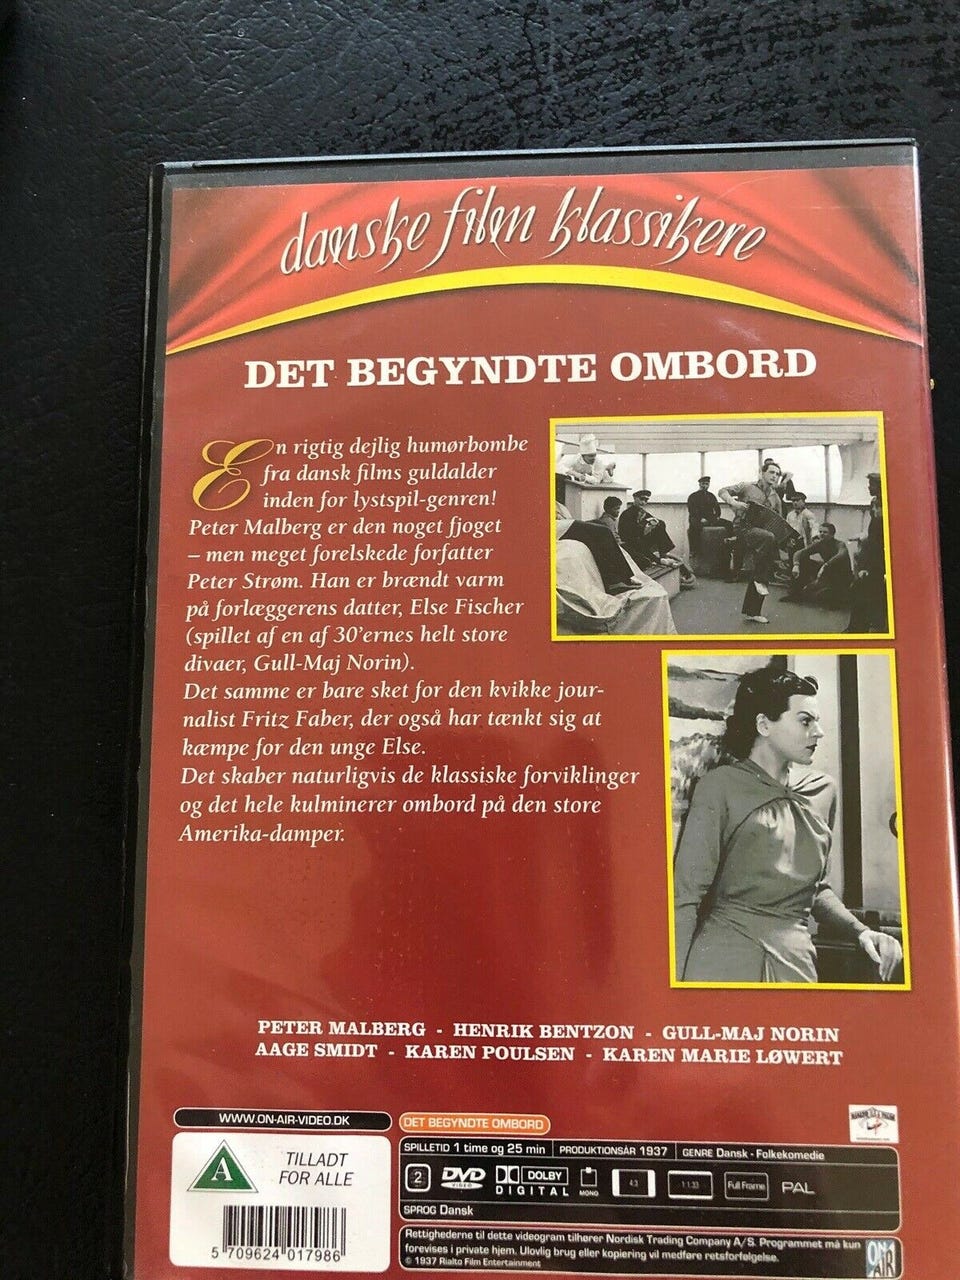 danske film klassikere
DET BEGYNDTE OMBORD
En rigtig dejlig humørbombe
fra dansk films guldalder
inden for lystspil-genren!
Peter Malberg er den noget fjoget
– men meget forelskede forfatter
Peter Strøm. Han er brændt varm
på forlæggerens datter, Else Fischer
(spillet af en af 30'ernes helt store
divaer, Gull-Maj Norin).
Det samme er bare sket for den kvikke jour-
nalist Fritz Faber, der også har tænkt sig at
kæmpe for den unge Else.
Det skaber naturligvis de klassiske forviklinger
og det hele kulminerer ombord på den store
Amerika-damper.
PETER MALBERG - HENRIK BENTZON - GULL-MAJ NORIN
AAGE SMIDT - KAREN POULSEN - KAREN MARIE LØWERT
WWW.ON-AIR-VIDEO.DK
A
TILLADT
FOR ALLE
5 709624 017986
DET BEGYNDTE OMBORD
SPILLETID 1 time og 25 min PRODUKTIONSÅR 1937 GENRE Dansk - Folkekomedie
2 DVD VIDEO DOLBY DIGITAL MONO 4:3 1:1.33 Full Frame PAL
SPROG Dansk
Rettighederne til dette videogram tilhører Nordisk Trading Company A/S. Programmet må kun
forevises i private hjem. Ulovlig brug eller kopiering vil medføre retsforfølgelse.
© 1937 Rialto Film Entertainment
ON AIR